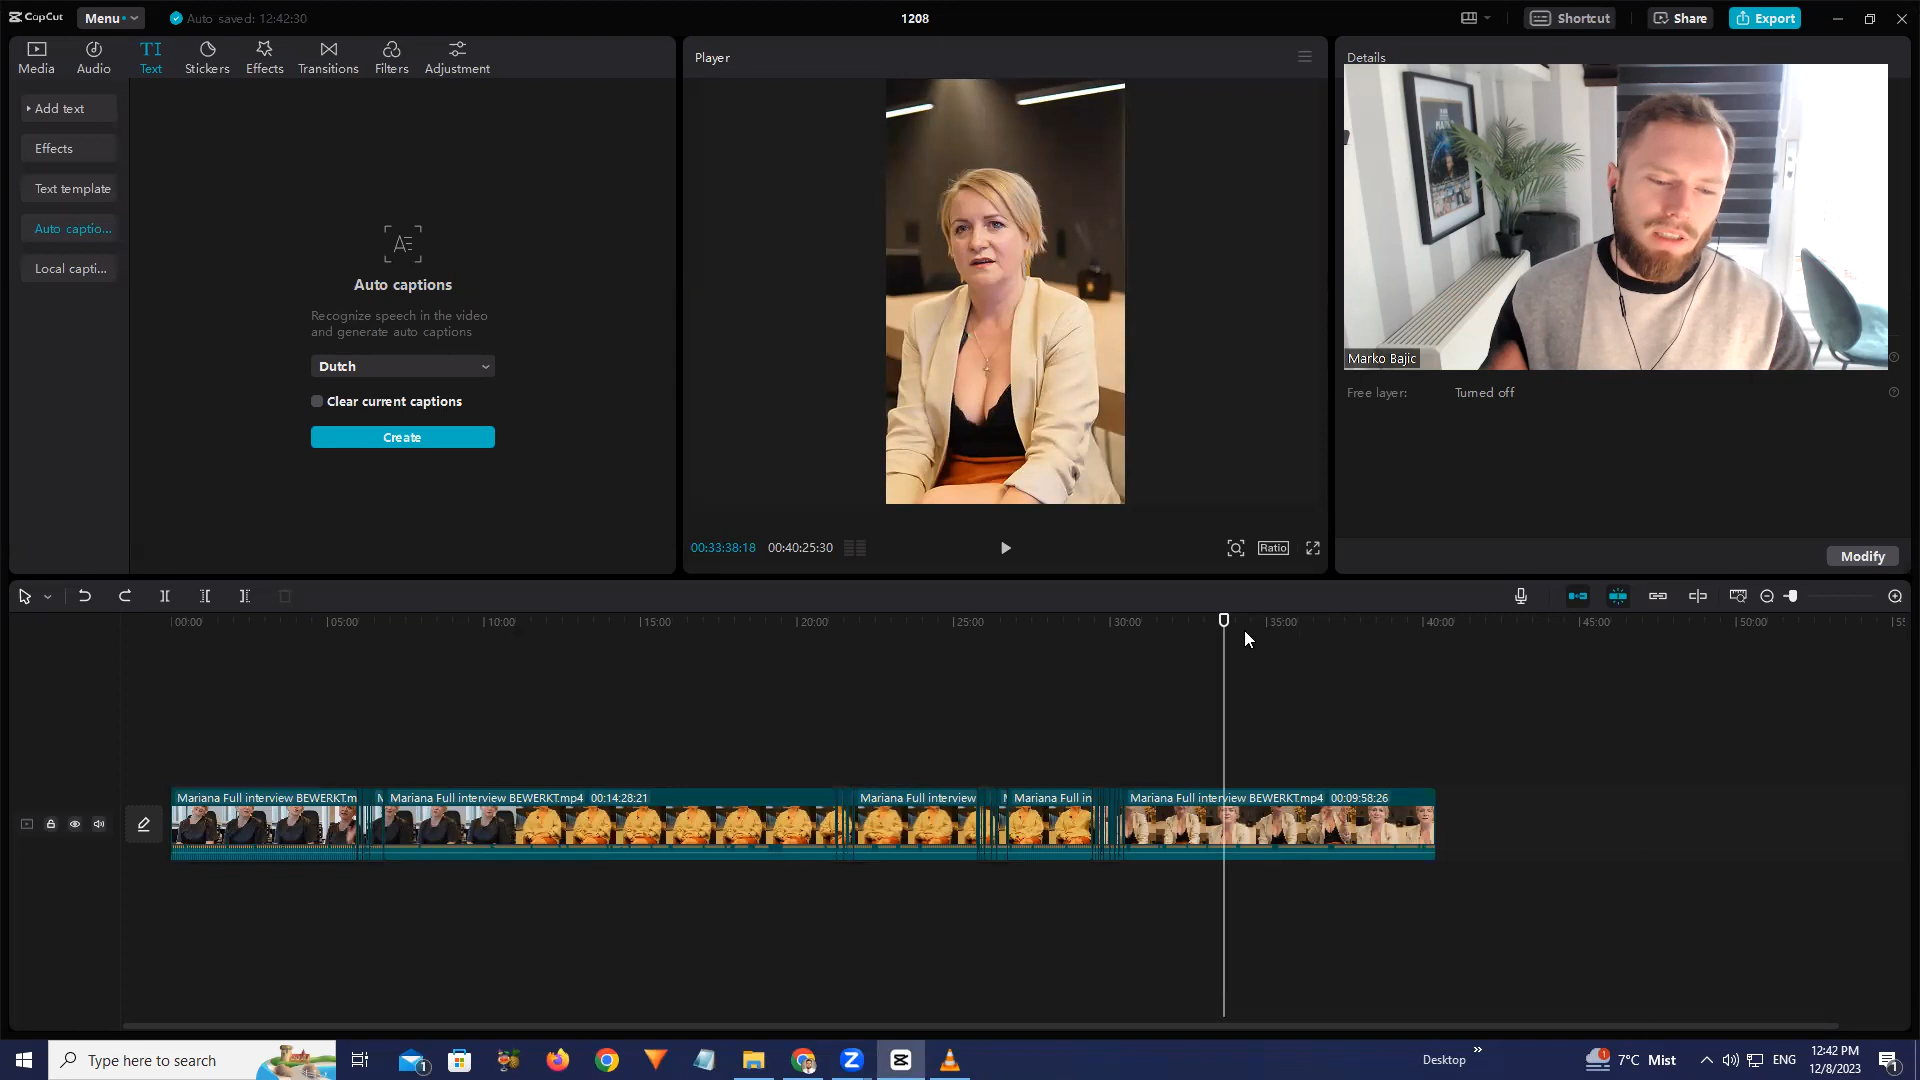 CapCut
Menu
Auto saved: 12:42:30
1208
Shortcut
Share
Export
Media
Audio
TI
Text
Stickers
Effects
Transitions
Filters
Adjustment
Add text
Effects
Text template
Auto captio...
Local capti...
Auto captions
Recognize speech in the video
and generate auto captions
Dutch
Clear current captions
Create
Player
00:33:38:18
00:40:25:30
Ratio
Details
Marko Bajic
Free layer:
Turned off
Modify
00:00
05:00
10:00
15:00
20:00
25:00
30:00
35:00
40:00
45:00
50:00
Mariana Full interview BEWERKT.m
Mariana Full interview BEWERKT.mp4 00:14:28:21
Mariana Full interview
Mariana Full in
Mariana Full interview BEWERKT.mp4 00:09:58:26
Type here to search
1
Desktop
1
7°C Mist
ENG
12:42 PM
12/8/2023
1